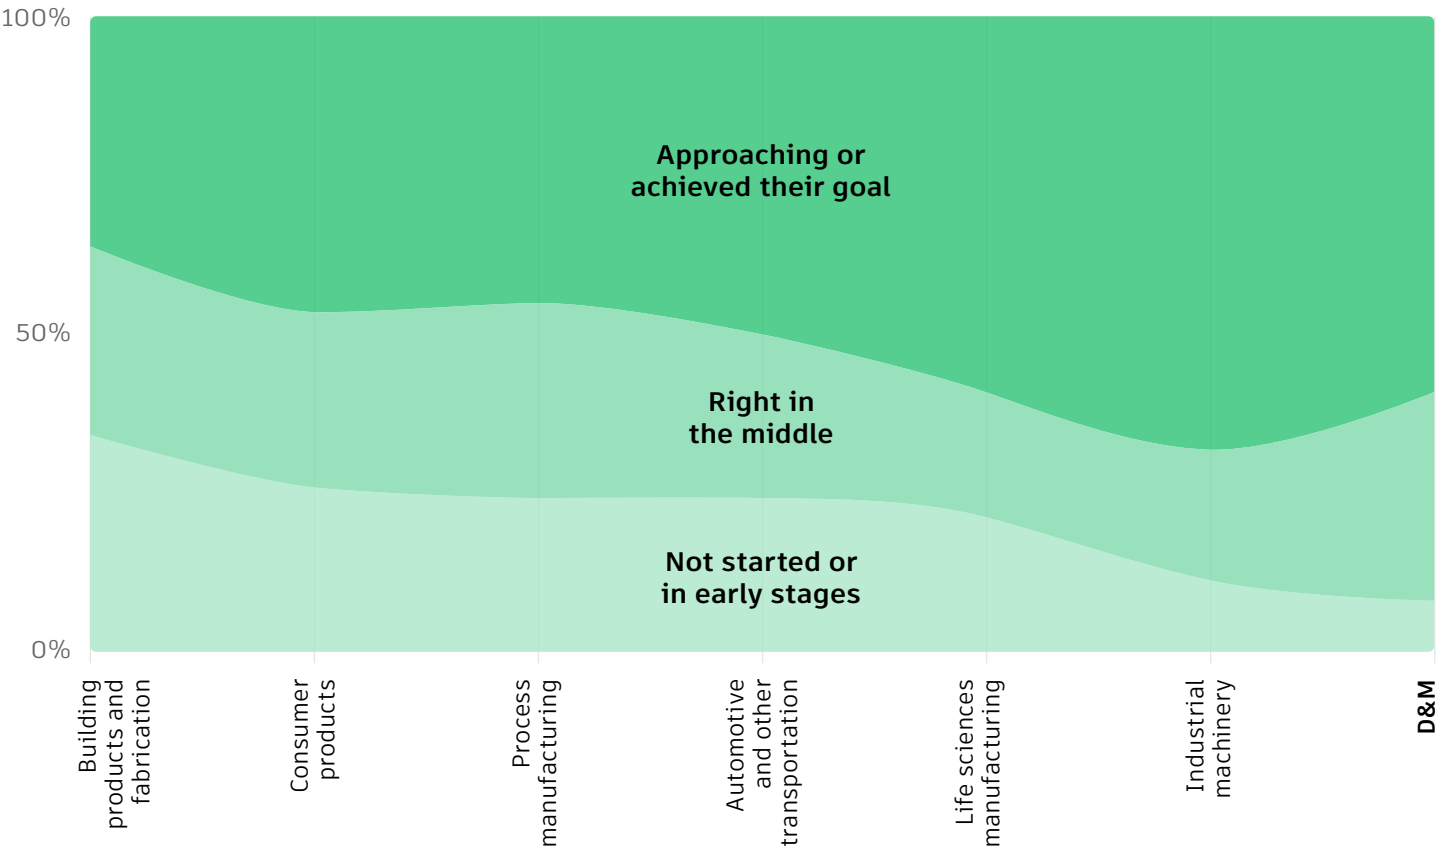 100%
50%
0%
Approaching or
achieved their goal
Right in
the middle
Not started or
in early stages
Building
products and
fabrication
Consumer
products
Process
manufacturing
Automotive
and other
transportation
Life sciences
manufacturing
Industrial
machinery
D&M